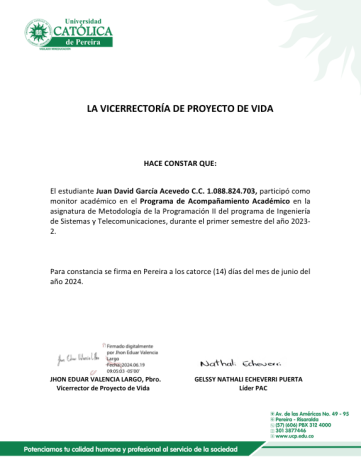 Universidad
CATÓLICA
de Pereira
LA VICERRECTORÍA DE PROYECTO DE VIDA
HACE CONSTAR QUE:
El estudiante Juan David García Acevedo C.C. 1.088.824.703, participó como
monitor académico en el Programa de Acompañamiento Académico en la
asignatura de Metodología de la Programación II del programa de Ingeniería
de Sistemas y Telecomunicaciones, durante el primer semestre del año 2023-
2.
Para constancia se firma en Pereira a los catorce (14) días del mes de junio del
año 2024.
Firmado digitalmente
por Jhon Eduar Valencia
Largo
Fecha: 2024.06.19
09:05:03 -05'00'
Nathali Echeverri
JHON EDUAR VALENCIA LARGO, Pbro. GELSSY NATHALI ECHEVERRI PUERTA
Vicerrector de Proyecto de Vida Líder PAC
Av. de las Américas No. 49 - 95
Pereira - Risaralda
(57) (606) PBX 312 4000
301 3877446
www.ucp.edu.co
Potenciamos tu calidad humana y profesional al servicio de la sociedad